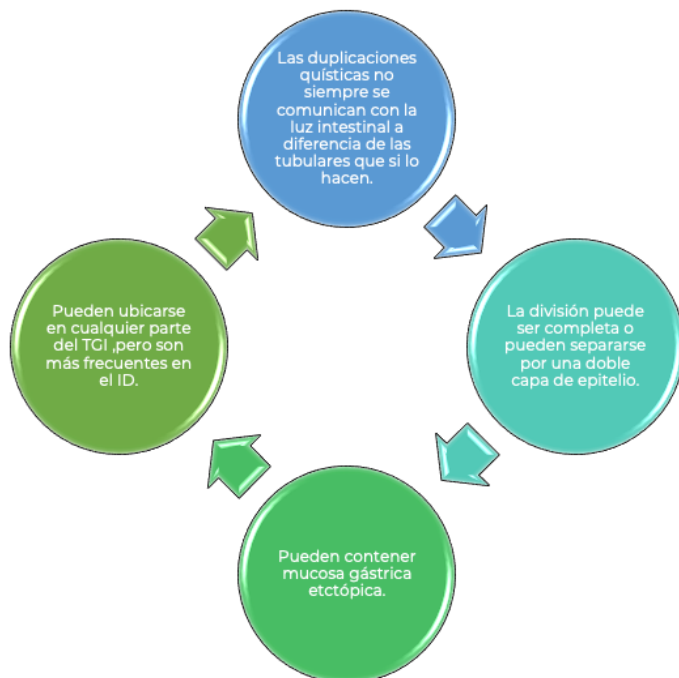 Las duplicaciones
quísticas no
siempre se
comunican con la
luz intestinal a
diferencia de las
tubulares que si lo
hacen.
La división puede
ser completa o
pueden separarse
por una doble
capa de epitelio.
Pueden contener
mucosa gástrica
etctópica.
Pueden ubicarse
en cualquier parte
del TGI ,pero son
más frecuentes en
el ID.